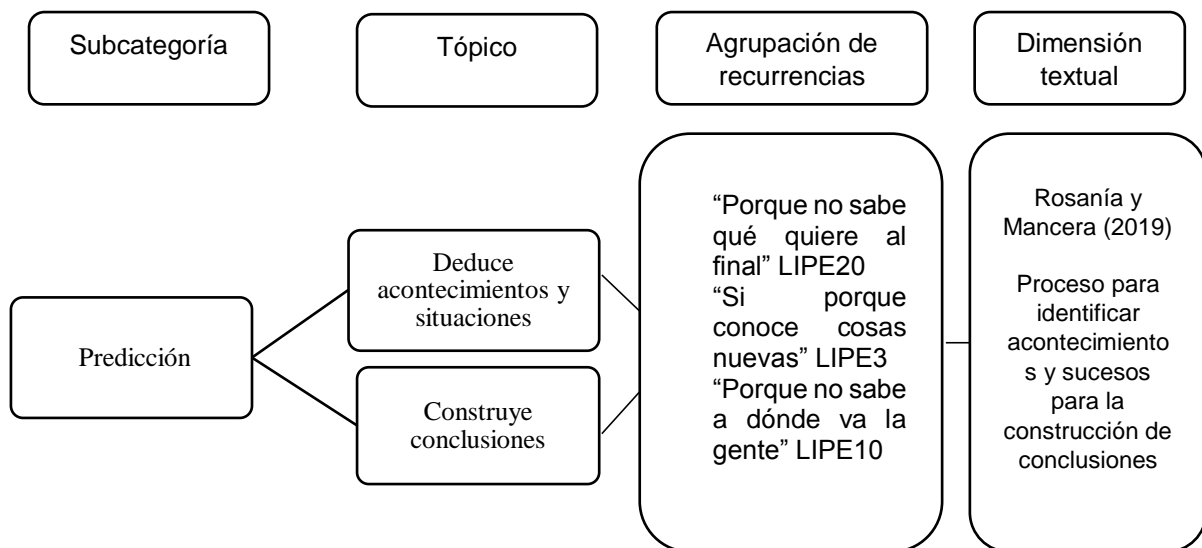 Subcategoría
Tópico
Agrupación de
recurrencias
Dimensión
textual
Predicción
Deduce
acontecimientos y
situaciones
Construye
conclusiones
“Porque no sabe
qué quiere al
final” LIPE20
“Si porque
conoce cosas
nuevas” LIPE3
“Porque no sabe
a dónde va la
gente” LIPE10
Rosanía y
Mancera (2019)
Proceso para
identificar
acontecimiento
s y sucesos
para la
construcción de
conclusiones